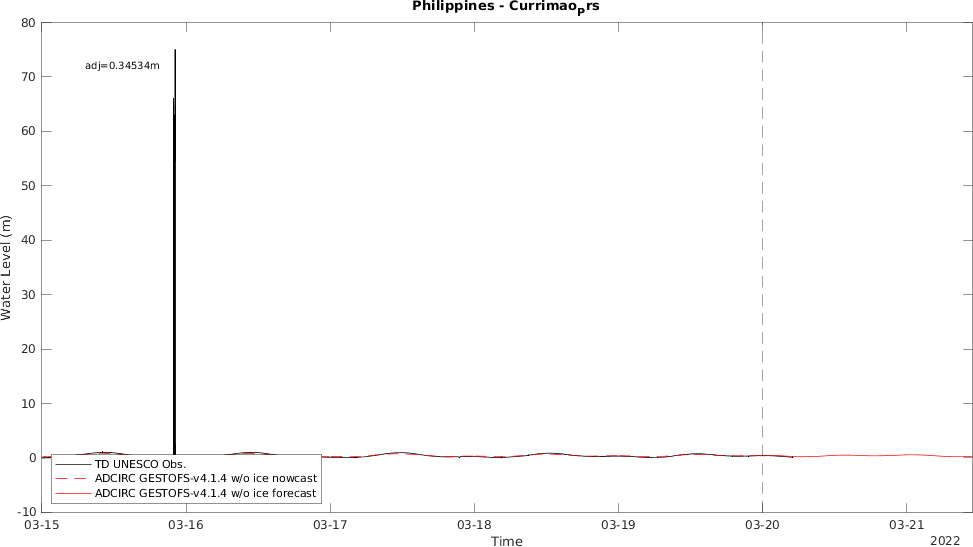 Philippines - Currimao_prs
80
70
60
50
40
30
20
10
0
-10
Water Level (m)
adj=0.34534m
TD UNESCO Obs.
ADCIRC GESTOFS-v4.1.4 w/o ice nowcast
ADCIRC GESTOFS-v4.1.4 w/o ice forecast
03-15 03-16 03-17 03-18 03-19 03-20 03-21
Time
2022